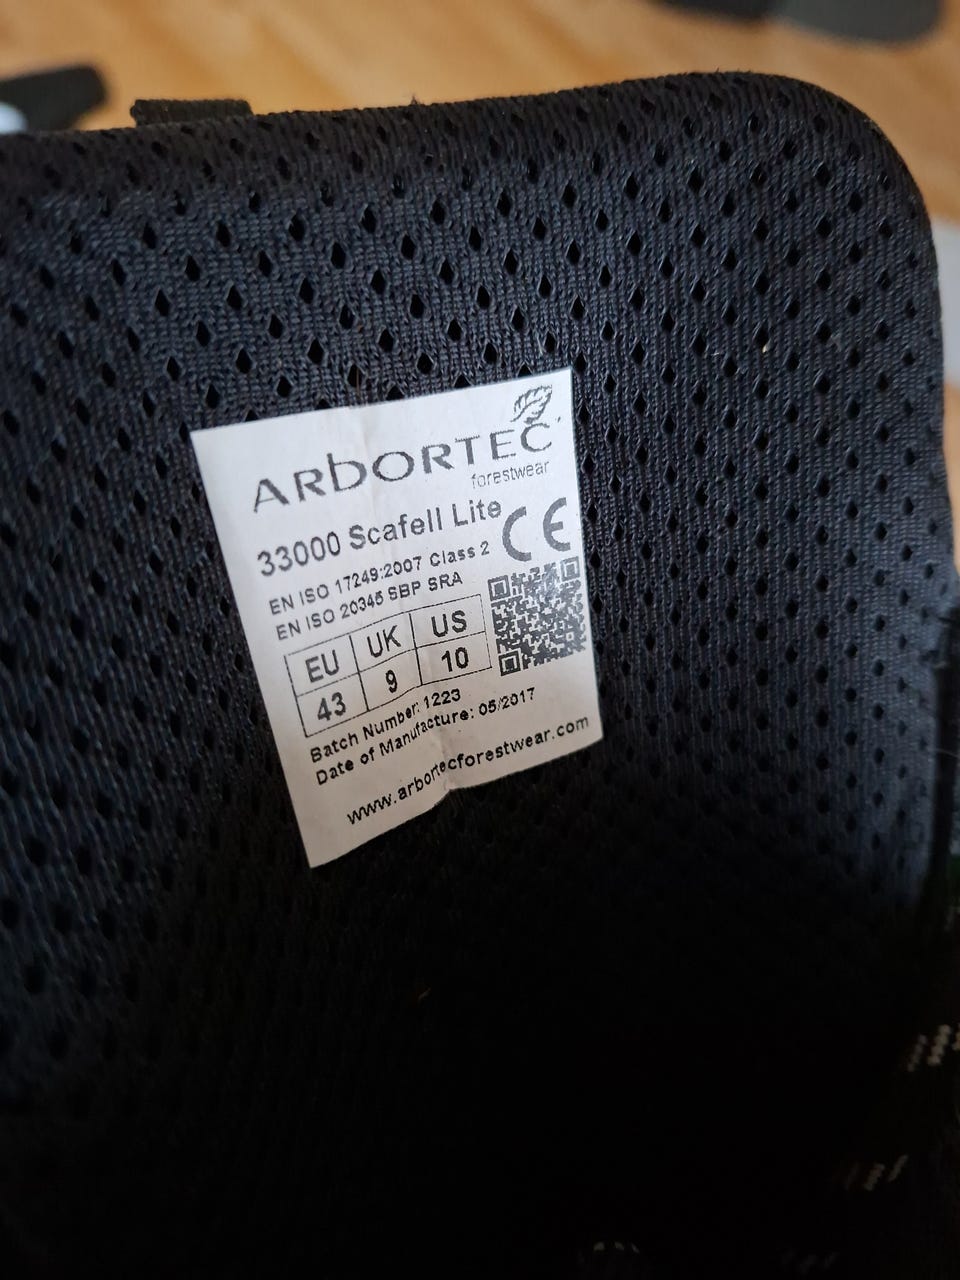 ARBORTEC
forestwear
33000 Scafell Lite
CE
EN ISO 17249:2007 Class 2
EN ISO 20345 SBP SRA
EU UK US
43 9 10
Batch Number: 1223
Date of Manufacture: 05/2017
www.arbortecforestwear.com